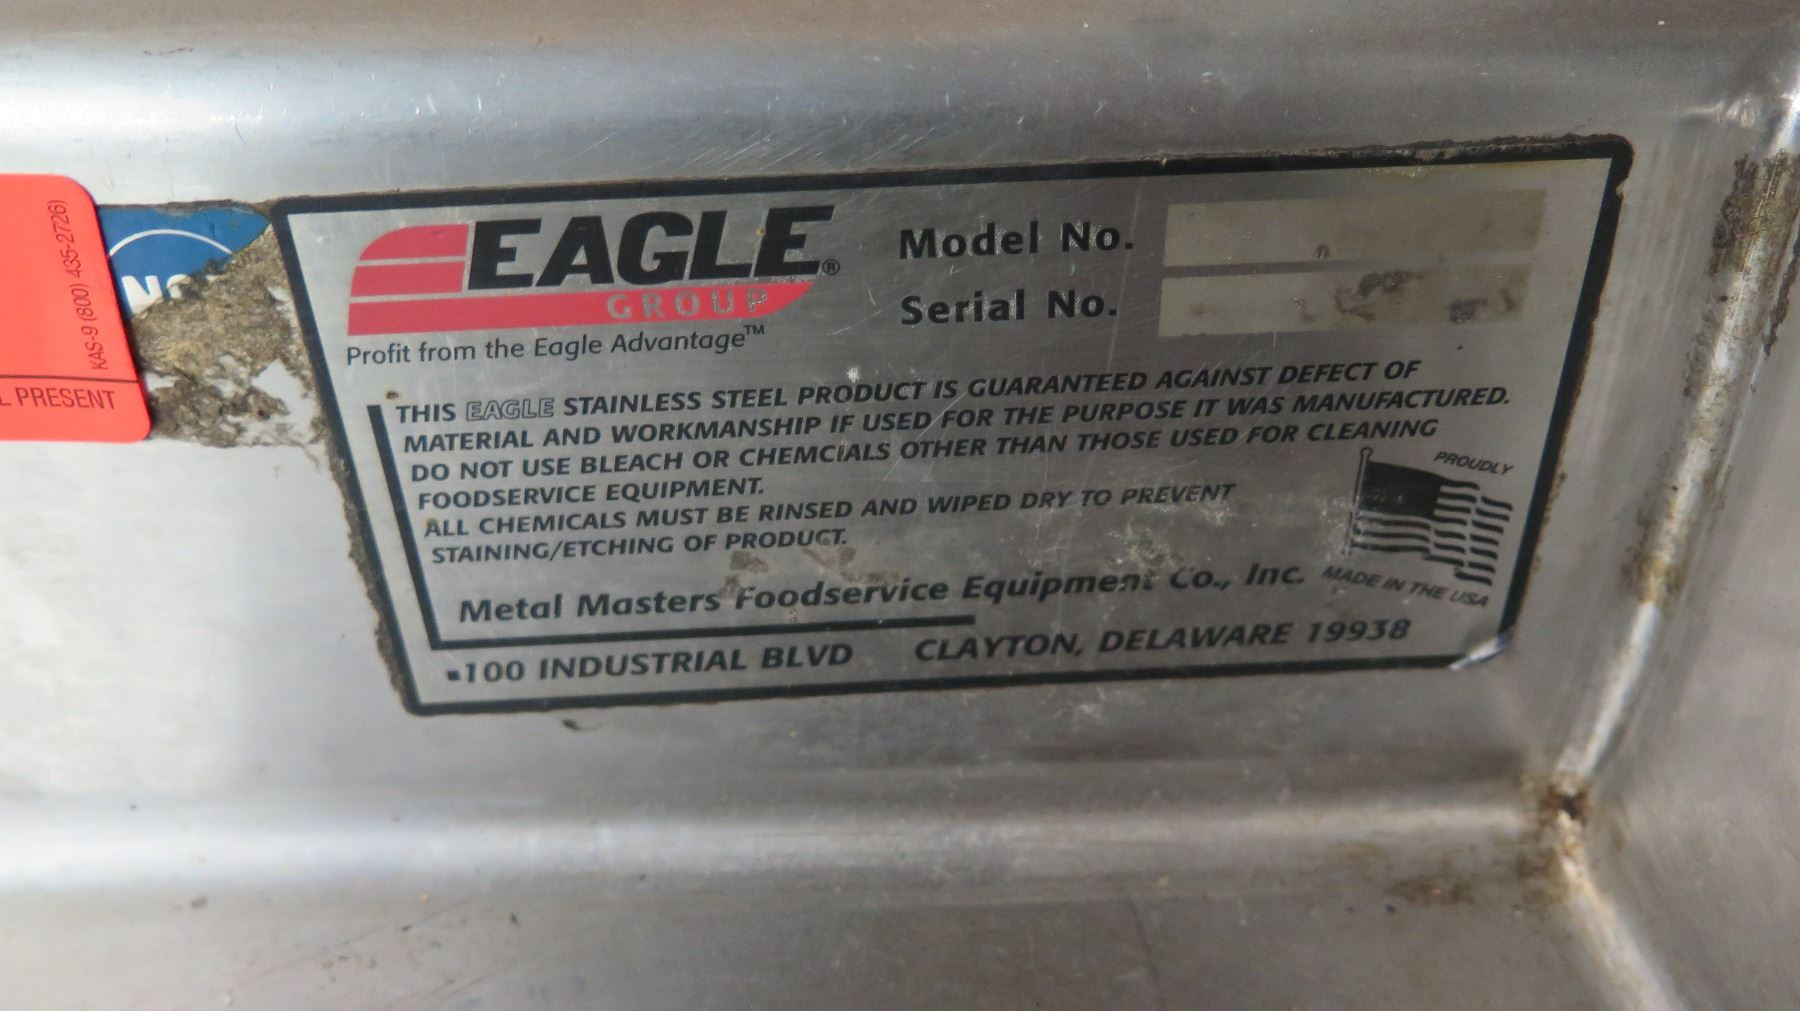 KAS-9 (800) 435-2726)
L PRESENT
EAGLE®
GROUP
Profit from the Eagle Advantage™
Model No.
Serial No.
THIS EAGLE STAINLESS STEEL PRODUCT IS GUARANTEED AGAINST DEFECT OF
MATERIAL AND WORKMANSHIP IF USED FOR THE PURPOSE IT WAS MANUFACTURED.
DO NOT USE BLEACH OR CHEMCIALS OTHER THAN THOSE USED FOR CLEANING
FOODSERVICE EQUIPMENT.
ALL CHEMICALS MUST BE RINSED AND WIPED DRY TO PREVENT
STAINING/ETCHING OF PRODUCT.
PROUDLY
MADE IN THE USA
Metal Masters Foodservice Equipment Co., Inc.
▪100 INDUSTRIAL BLVD CLAYTON, DELAWARE 19938